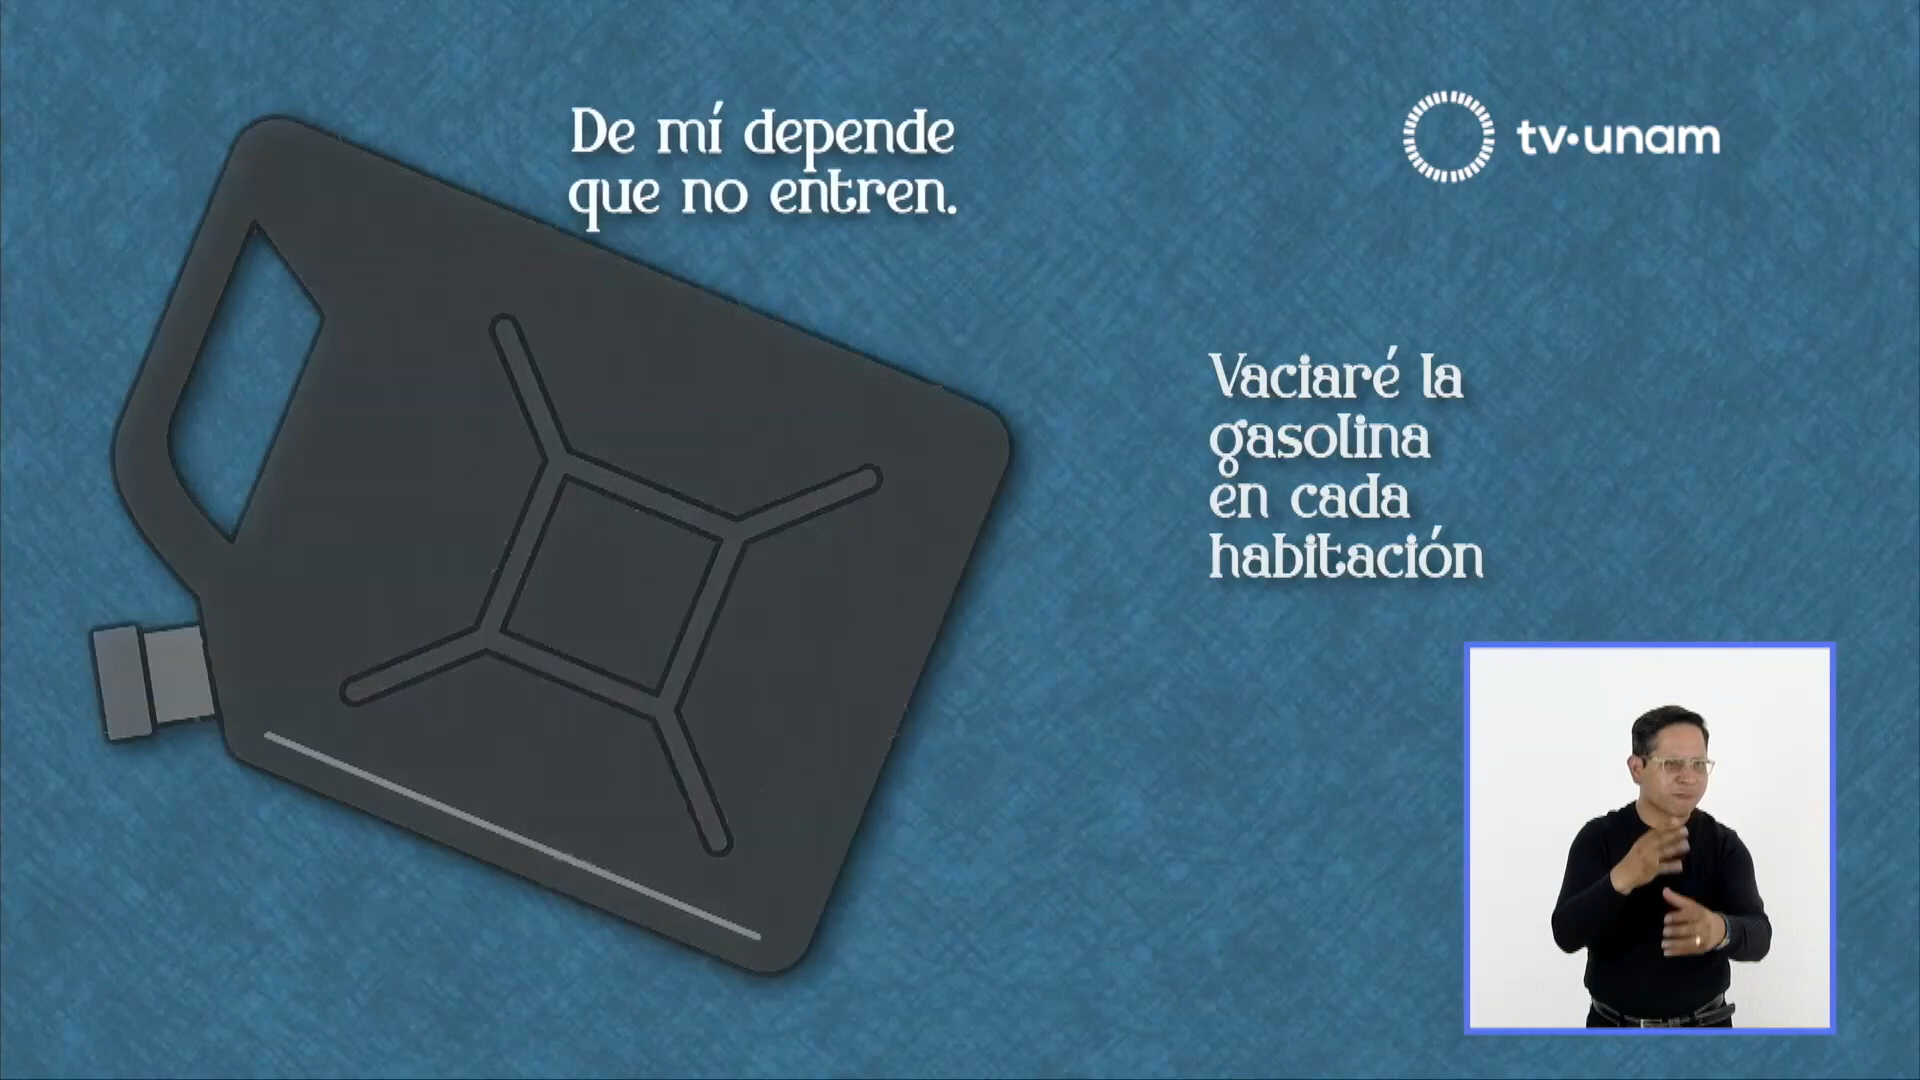 De mí depende
que no entren.
tv·unam
Vaciaré la
gasolina
en cada
habitación